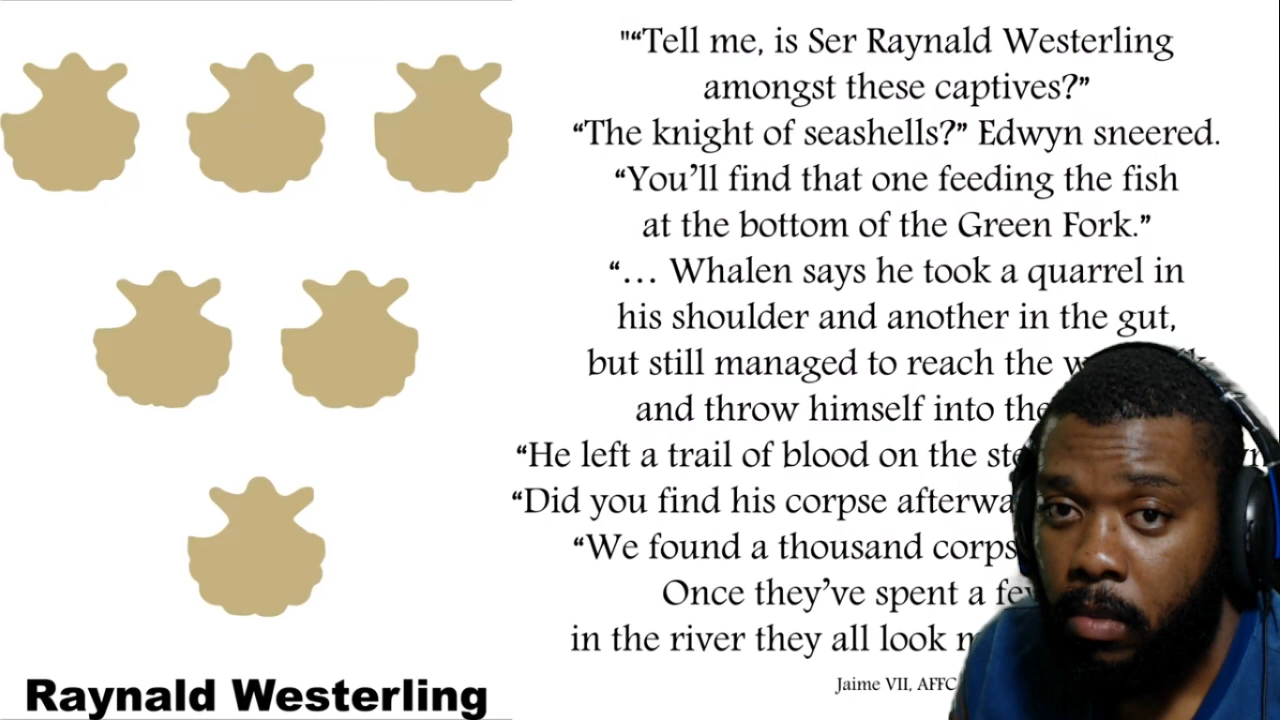 "“Tell me, is Ser Raynald Westerling
amongst these captives?”
“The knight of seashells?” Edwyn sneered.
“You’ll find that one feeding the fish
at the bottom of the Green Fork.”
“… Whalen says he took a quarrel in
his shoulder and another in the gut,
but still managed to reach the
and throw himself into the
“He left a trail of blood on the
“Did you find his corpse
“We found a thousand
Once they’ve spent a
in the river they all look
Jaime VII, AFFC
Raynald Westerling